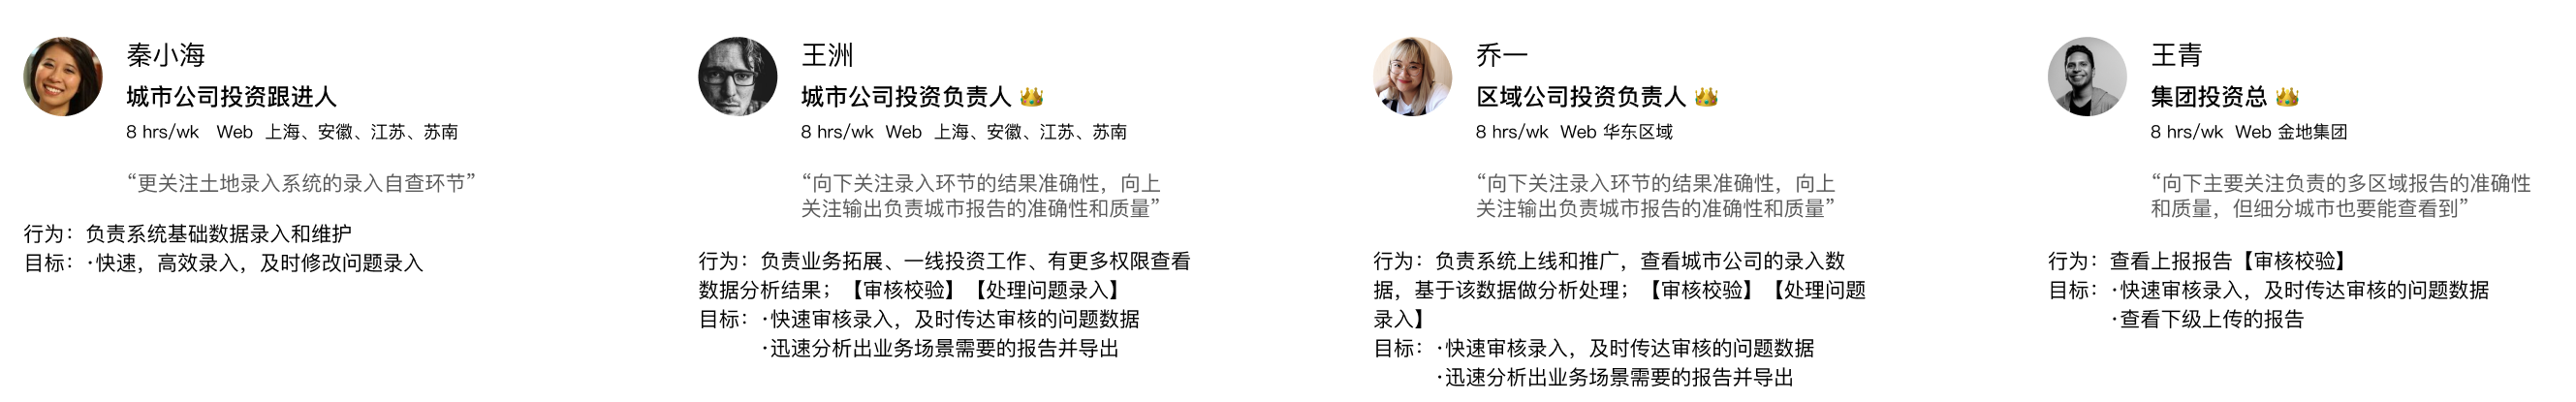 秦小海
城市公司投资跟进人
8 hrs/wk Web 上海、安徽、江苏、苏南
“更关注土地录入系统的录入自查环节”
行为：负责系统基础数据录入和维护
目标：·快速，高效录入，及时修改问题录入
王洲
城市公司投资负责人 👑
8 hrs/wk Web 上海、安徽、江苏、苏南
“向下关注录入环节的结果准确性，向上
关注输出负责城市报告的准确性和质量”
行为：负责业务拓展、一线投资工作、有更多权限查看
数据分析结果；【审核校验】【处理问题录入】
目标：·快速审核录入，及时传达审核的问题数据
·迅速分析出业务场景需要的报告并导出
乔一
区域公司投资负责人 👑
8 hrs/wk Web 华东区域
“向下关注录入环节的结果准确性，向上
关注输出负责城市报告的准确性和质量”
行为：负责系统上线和推广，查看城市公司的录入数
据，基于该数据做分析处理；【审核校验】【处理问题
录入】
目标：·快速审核录入，及时传达审核的问题数据
·迅速分析出业务场景需要的报告并导出
王青
集团投资总 👑
8 hrs/wk Web 金地集团
“向下主要关注负责的多区域报告的准确性
和质量，但细分城市也要能查看到”
行为：查看上报报告【审核校验】
目标：·快速审核录入，及时传达审核的问题数据
·查看下级上传的报告